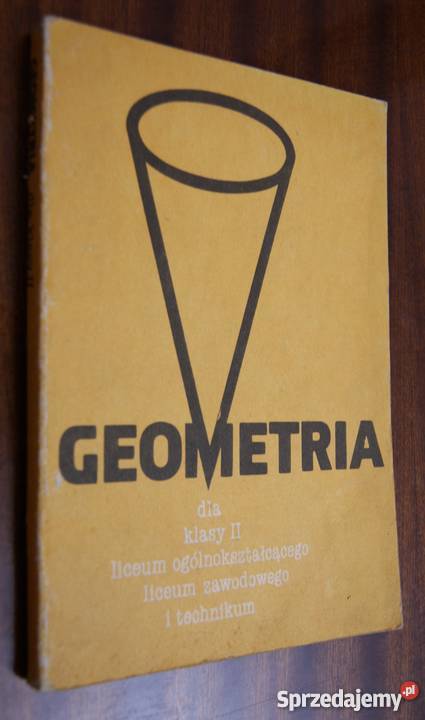 GEOMETRIA
dla
klasy II
liceum ogólnokształcącego
liceum zawodowego
i technikum
Sprzedajemy.pl